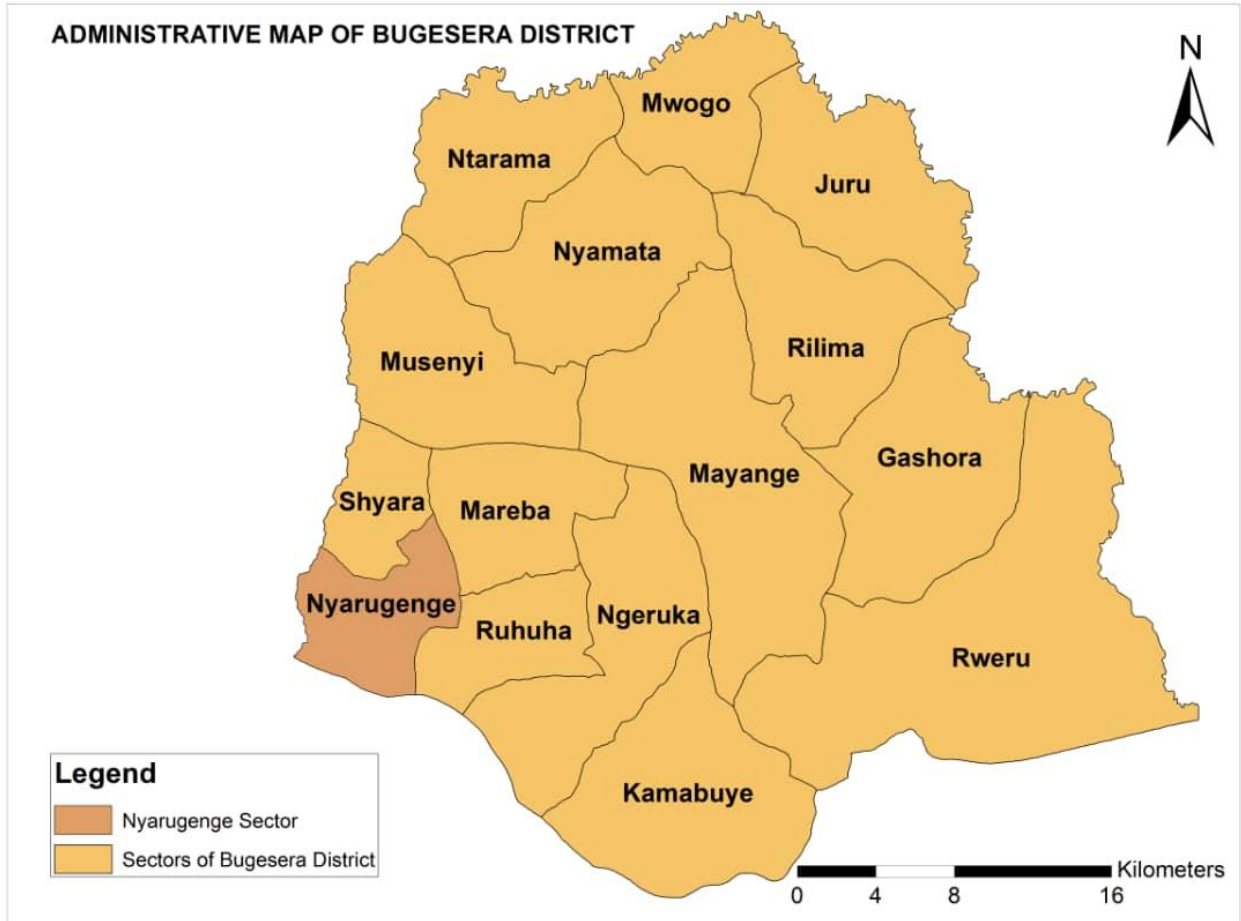 ADMINISTRATIVE MAP OF BUGESERA DISTRICT
N
Mwogo
Ntarama
Juru
Nyamata
Rilima
Musenyi
Gashora
Mayange
Shyara
Mareba
Nyarugenge
Ngeruka
Ruhuha
Rweru
Kamabuye
Legend
Nyarugenge Sector
Sectors of Bugesera District
Kilometers
0 4 8 16